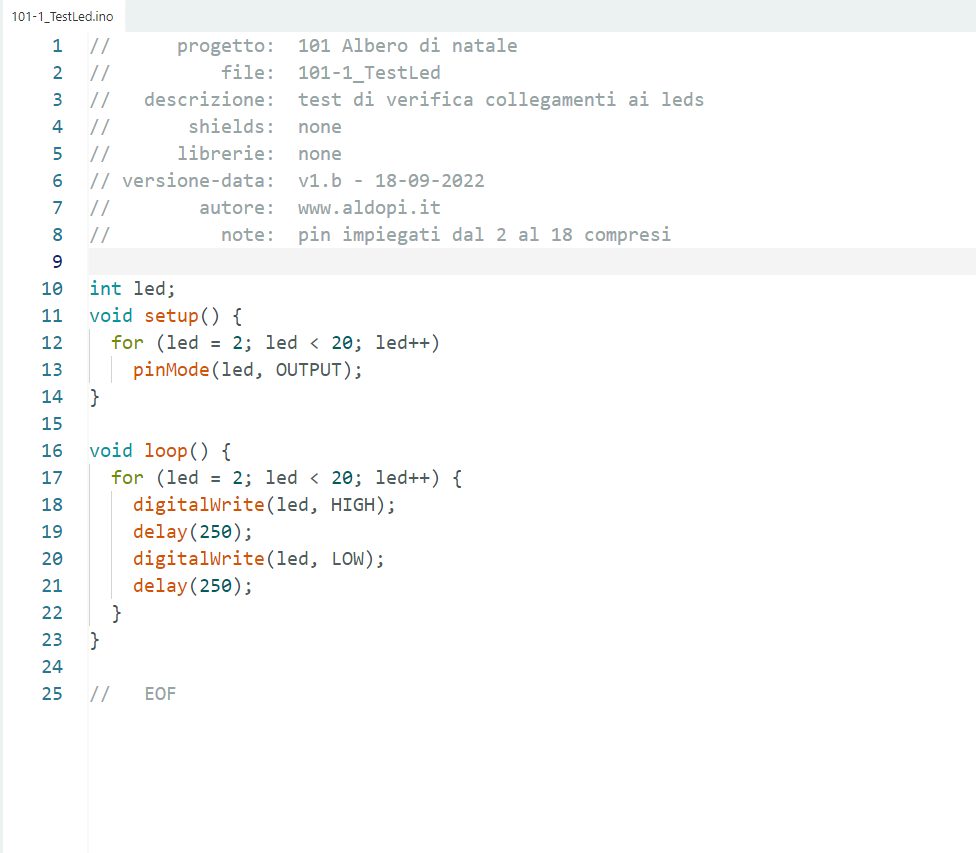 101-1_TestLed.ino
1 //      progetto:  101 Albero di natale
2 //          file:  101-1_TestLed
3 //   descrizione:  test di verifica collegamenti ai leds
4 //       shields:  none
5 //      librerie:  none
6 // versione-data:  v1.b - 18-09-2022
7 //        autore:  www.aldopi.it
8 //          note:  pin impiegati dal 2 al 18 compresi
9
10 int led;
11 void setup() {
12   for (led = 2; led < 20; led++)
13     pinMode(led, OUTPUT);
14 }
15
16 void loop() {
17   for (led = 2; led < 20; led++) {
18     digitalWrite(led, HIGH);
19     delay(250);
20     digitalWrite(led, LOW);
21     delay(250);
22   }
23 }
24
25 //   EOF